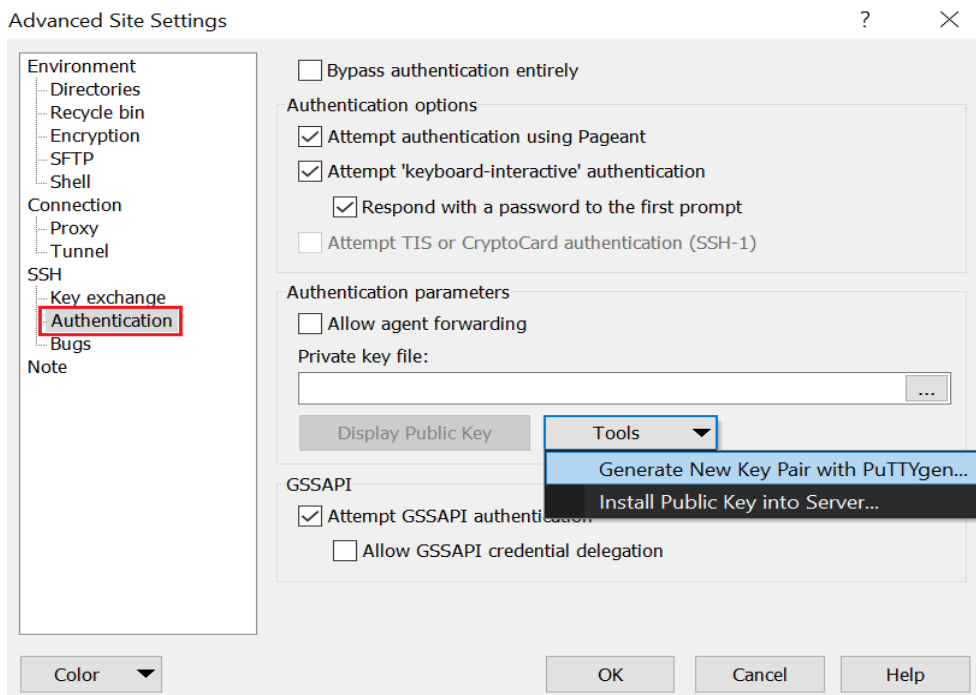 Advanced Site Settings
?
Environment
Directories
Recycle bin
Encryption
SFTP
Shell
Connection
Proxy
Tunnel
SSH
Key exchange
Authentication
Bugs
Note
Bypass authentication entirely
Authentication options
Attempt authentication using Pageant
Attempt 'keyboard-interactive' authentication
Respond with a password to the first prompt
Attempt TIS or CryptoCard authentication (SSH-1)
Authentication parameters
Allow agent forwarding
Private key file:
...
Display Public Key
Tools
Generate New Key Pair with PuTTYgen...
Install Public Key into Server...
GSSAPI
Attempt GSSAPI authentication
Allow GSSAPI credential delegation
Color
OK
Cancel
Help